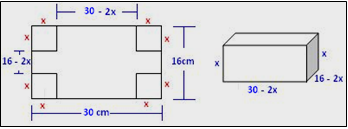 30 - 2x
x x
x x
16 - 2x
16cm
x x
x x
30 cm
x
x
16 - 2x
30 - 2x